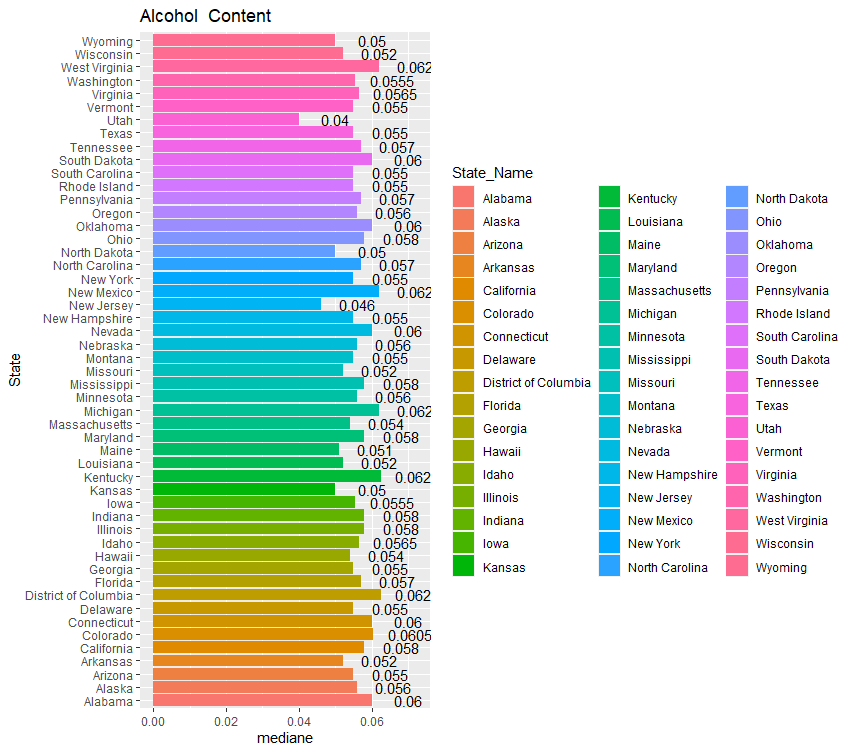 Alcohol  Content
State
Wyoming 0.05
Wisconsin 0.052
West Virginia 0.062
Washington 0.0555
Virginia 0.0565
Vermont 0.055
Utah 0.04
Texas 0.055
Tennessee 0.057
South Dakota 0.06
South Carolina 0.055
Rhode Island 0.055
Pennsylvania 0.057
Oregon 0.056
Oklahoma 0.06
Ohio 0.058
North Dakota 0.05
North Carolina 0.057
New York 0.055
New Mexico 0.062
New Jersey 0.046
New Hampshire 0.055
Nevada 0.06
Nebraska 0.056
Montana 0.055
Missouri 0.052
Mississippi 0.058
Minnesota 0.056
Michigan 0.062
Massachusetts 0.054
Maryland 0.058
Maine 0.051
Louisiana 0.052
Kentucky 0.062
Kansas 0.05
Iowa 0.0555
Indiana 0.058
Illinois 0.058
Idaho 0.0565
Hawaii 0.054
Georgia 0.055
Florida 0.057
District of Columbia 0.062
Delaware 0.055
Connecticut 0.06
Colorado 0.0605
California 0.058
Arkansas 0.052
Arizona 0.055
Alaska 0.056
Alabama 0.06
0.00 0.02 0.04 0.06
mediane
State_Name
Alabama
Alaska
Arizona
Arkansas
California
Colorado
Connecticut
Delaware
District of Columbia
Florida
Georgia
Hawaii
Idaho
Illinois
Indiana
Iowa
Kansas
Kentucky
Louisiana
Maine
Maryland
Massachusetts
Michigan
Minnesota
Mississippi
Missouri
Montana
Nebraska
Nevada
New Hampshire
New Jersey
New Mexico
New York
North Carolina
North Dakota
Ohio
Oklahoma
Oregon
Pennsylvania
Rhode Island
South Carolina
South Dakota
Tennessee
Texas
Utah
Vermont
Virginia
Washington
West Virginia
Wisconsin
Wyoming